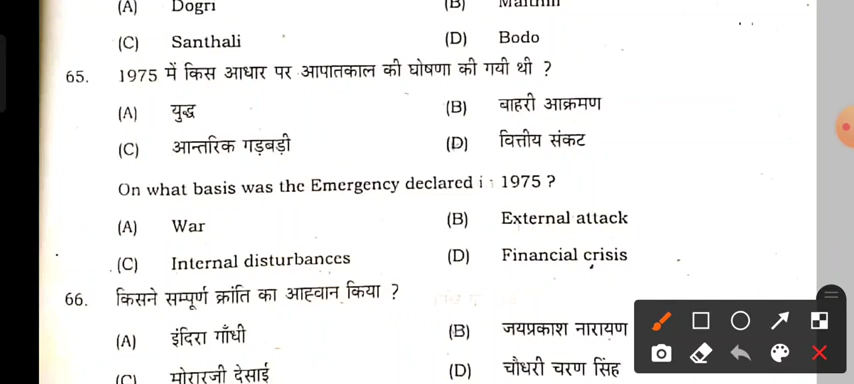 (A) Dogri (B) Maithili
(C) Santhali (D) Bodo
65. 1975 में किस आधार पर आपातकाल की घोषणा की गयी थी ?
(A) युद्ध (B) बाहरी आक्रमण
(C) आन्तरिक गड़बड़ी (D) वित्तीय संकट
On what basis was the Emergency declared in 1975 ?
(A) War (B) External attack
(C) Internal disturbances (D) Financial crisis
66. किसने सम्पूर्ण क्रांति का आह्वान किया ?
(A) इंदिरा गाँधी (B) जयप्रकाश नारायण
(C) मोरारजी देसाई (D) चौधरी चरण सिंह